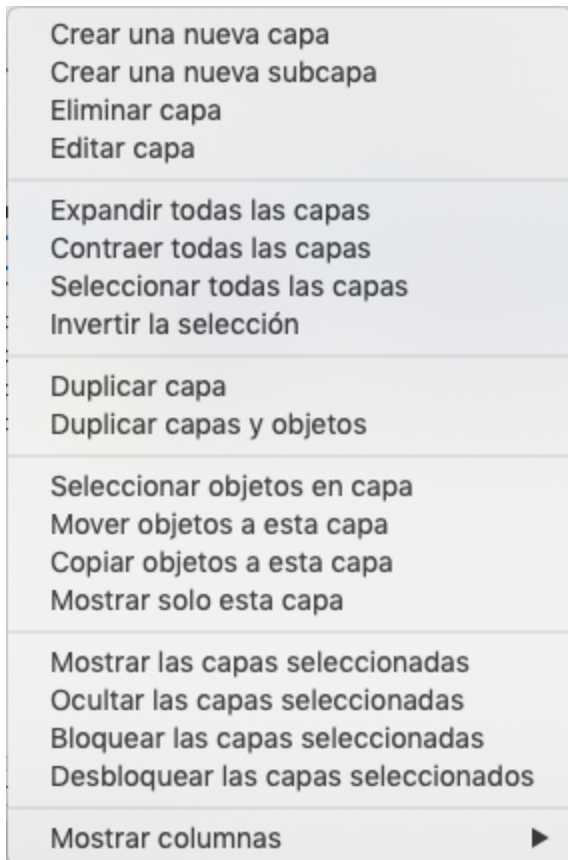 Crear una nueva capa
Crear una nueva subcapa
Eliminar capa
Editar capa
Expandir todas las capas
Contraer todas las capas
Seleccionar todas las capas
Invertir la selección
Duplicar capa
Duplicar capas y objetos
Seleccionar objetos en capa
Mover objetos a esta capa
Copiar objetos a esta capa
Mostrar solo esta capa
Mostrar las capas seleccionadas
Ocultar las capas seleccionadas
Bloquear las capas seleccionadas
Desbloquear las capas seleccionados
Mostrar columnas